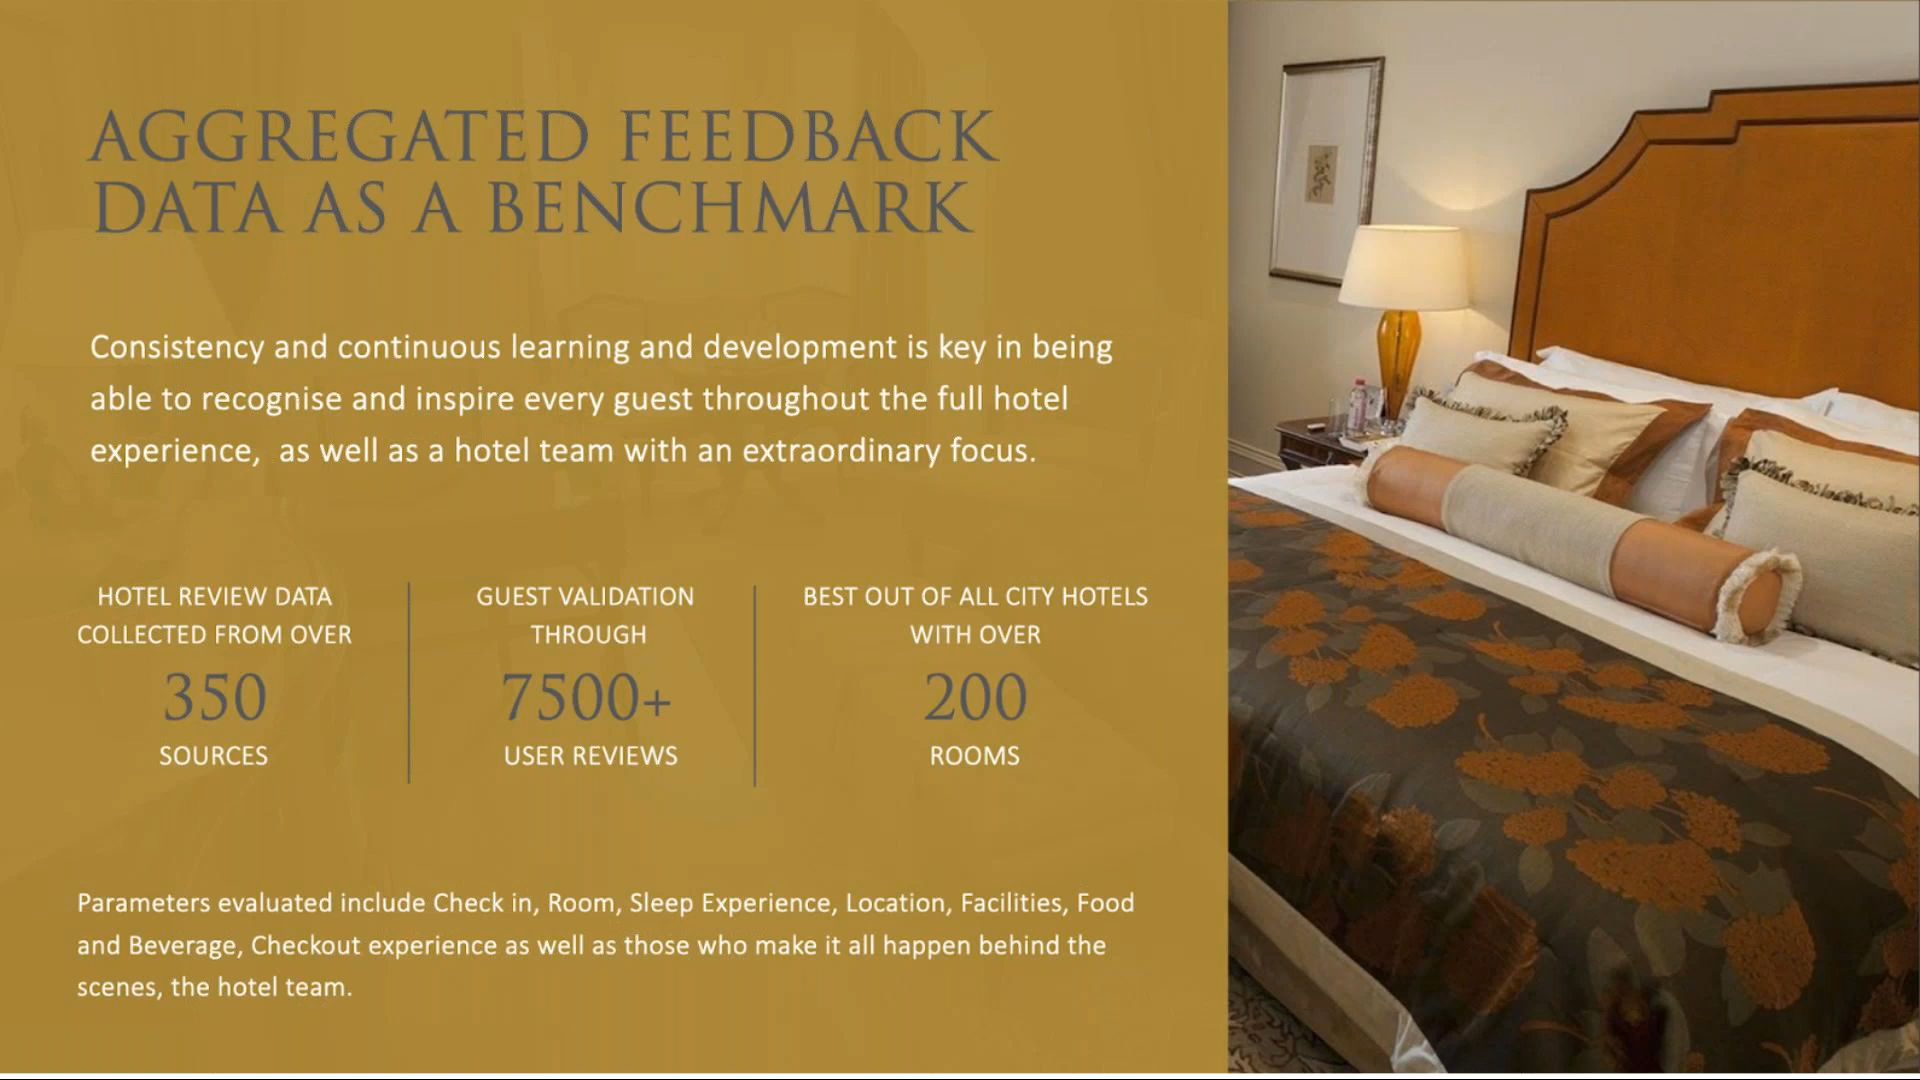 AGGREGATED FEEDBACK
DATA AS A BENCHMARK
Consistency and continuous learning and development is key in being
able to recognise and inspire every guest throughout the full hotel
experience,  as well as a hotel team with an extraordinary focus.
HOTEL REVIEW DATA
COLLECTED FROM OVER
350
SOURCES
GUEST VALIDATION
THROUGH
7500+
USER REVIEWS
BEST OUT OF ALL CITY HOTELS
WITH OVER
200
ROOMS
Parameters evaluated include Check in, Room, Sleep Experience, Location, Facilities, Food
and Beverage, Checkout experience as well as those who make it all happen behind the
scenes, the hotel team.